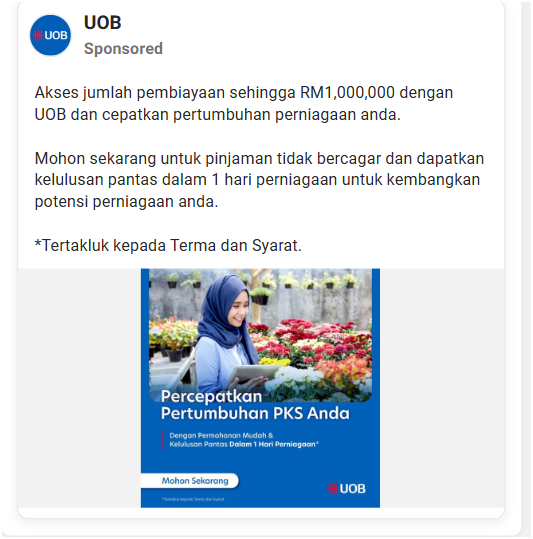 UOB
UOB
Sponsored
Akses jumlah pembiayaan sehingga RM1,000,000 dengan
UOB dan cepatkan pertumbuhan perniagaan anda.
Mohon sekarang untuk pinjaman tidak bercagar dan dapatkan
kelulusan pantas dalam 1 hari perniagaan untuk kembangkan
potensi perniagaan anda.
*Tertakluk kepada Terma dan Syarat.
Percepatkan
Pertumbuhan PKS Anda
Dengan Permohonan Mudah &
Kelulusan Pantas Dalam 1 Hari Perniagaan*
Mohon Sekarang
*Tertakluk kepada Terma dan Syarat.
UOB